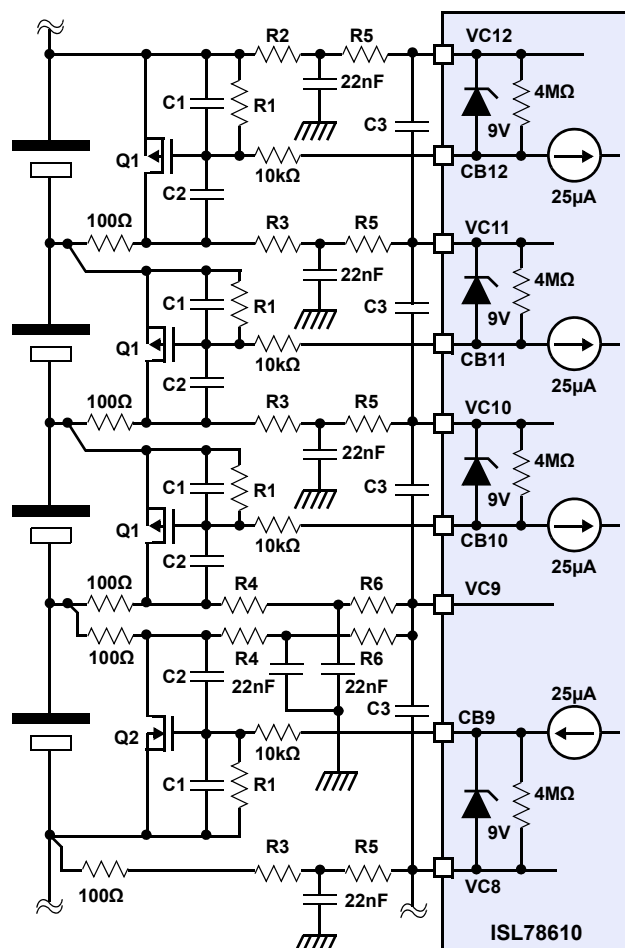 R2 R5 VC12
22nF
C1 R1 C3 9V 4MΩ
Q1 10kΩ CB12
C2 25µA
100Ω R3 R5 VC11
22nF
C1 R1 C3 9V 4MΩ
Q1 10kΩ CB11
C2 25µA
100Ω R3 R5 VC10
22nF
C1 R1 C3 9V 4MΩ
Q1 10kΩ CB10
C2 25µA
100Ω R4 R6 VC9
100Ω R4 R6
C2 22nF 22nF C3 25µA
CB9
Q2 10kΩ
C1 R1 9V 4MΩ
R3 R5
100Ω 22nF VC8
ISL78610